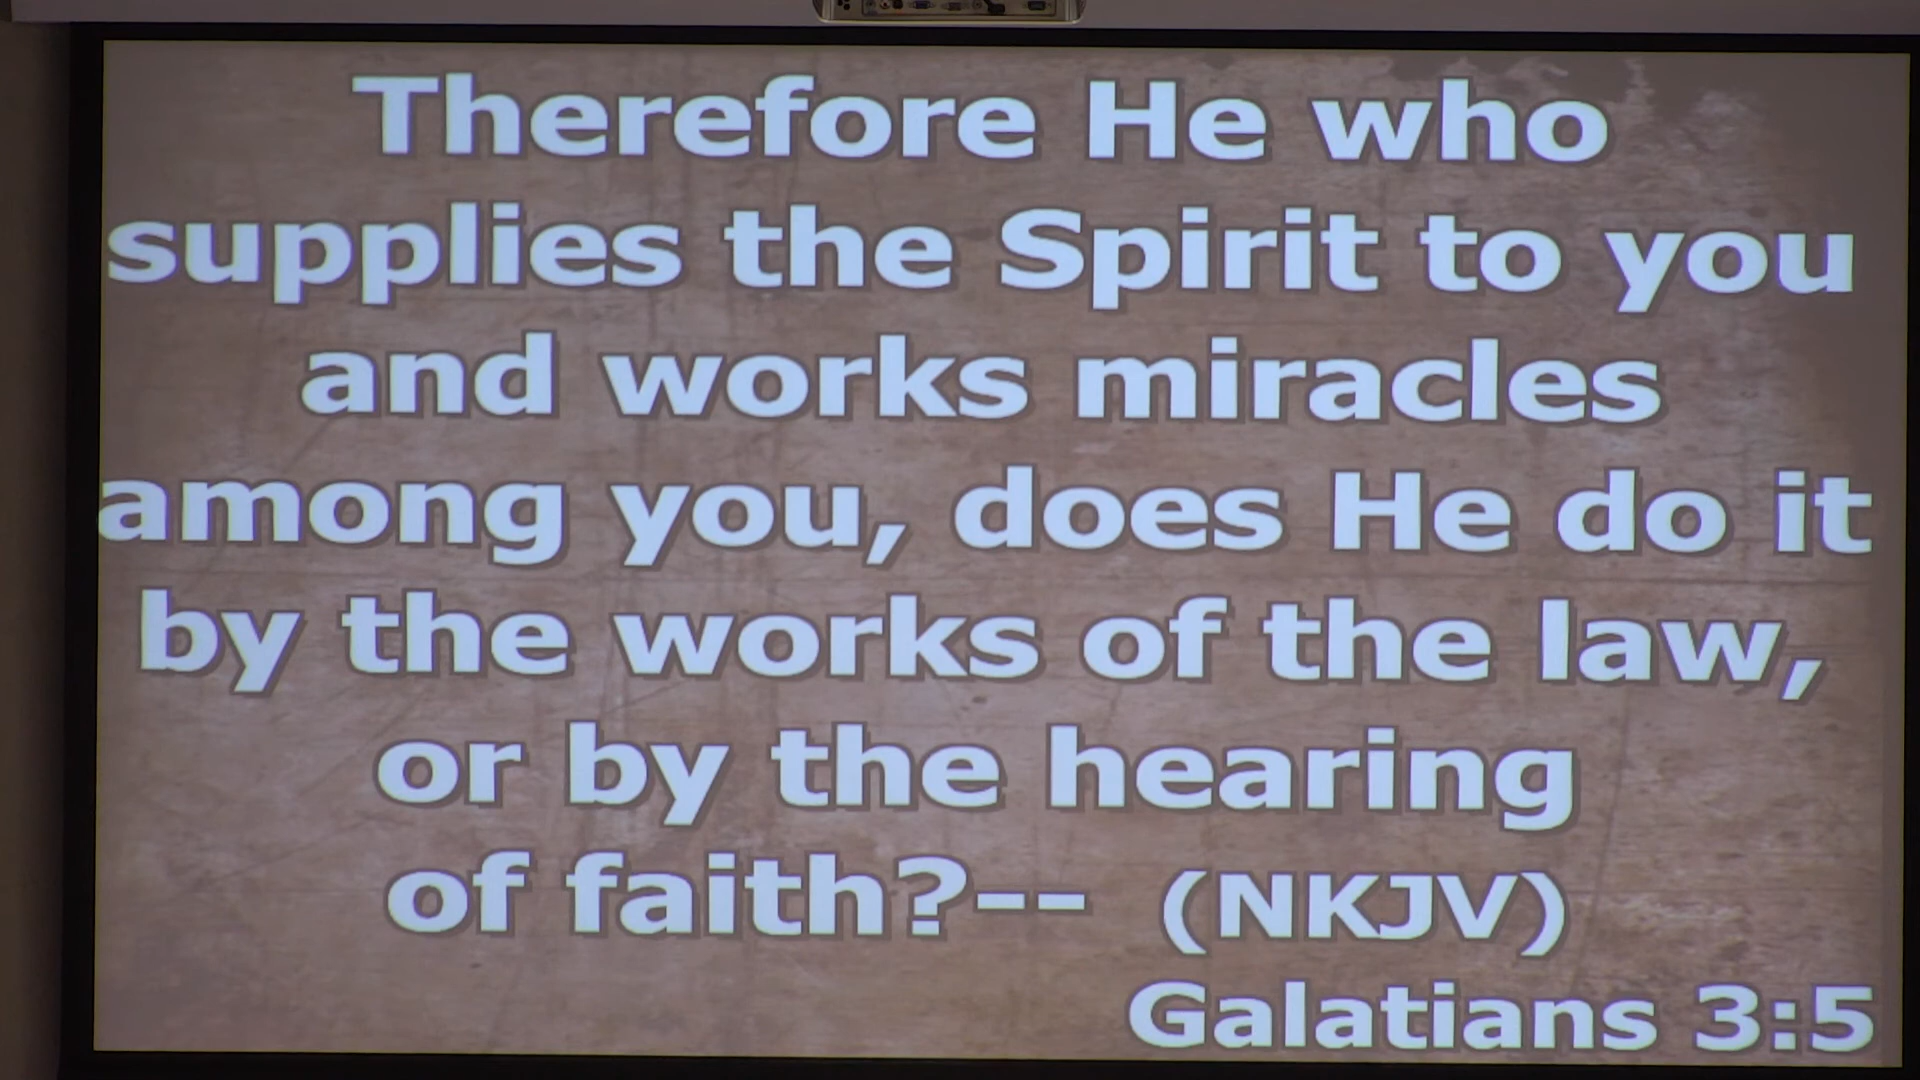 Therefore He who
supplies the Spirit to you
and works miracles
among you, does He do it
by the works of the law,
or by the hearing
of faith?-- (NKJV)
Galatians 3:5